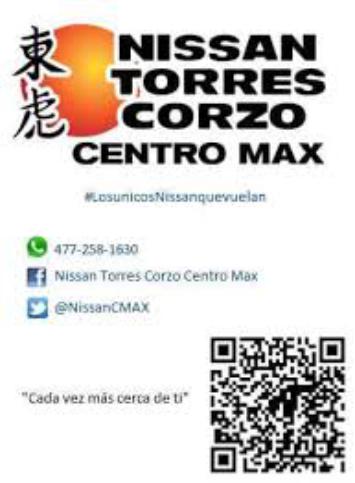 東虎
NISSAN
TORRES
CORZO
CENTRO MAX
#LosunicosNissanquevuelan
477-258-1630
Nissan Torres Corzo Centro Max
@NissanCMAX
"Cada vez más cerca de ti"